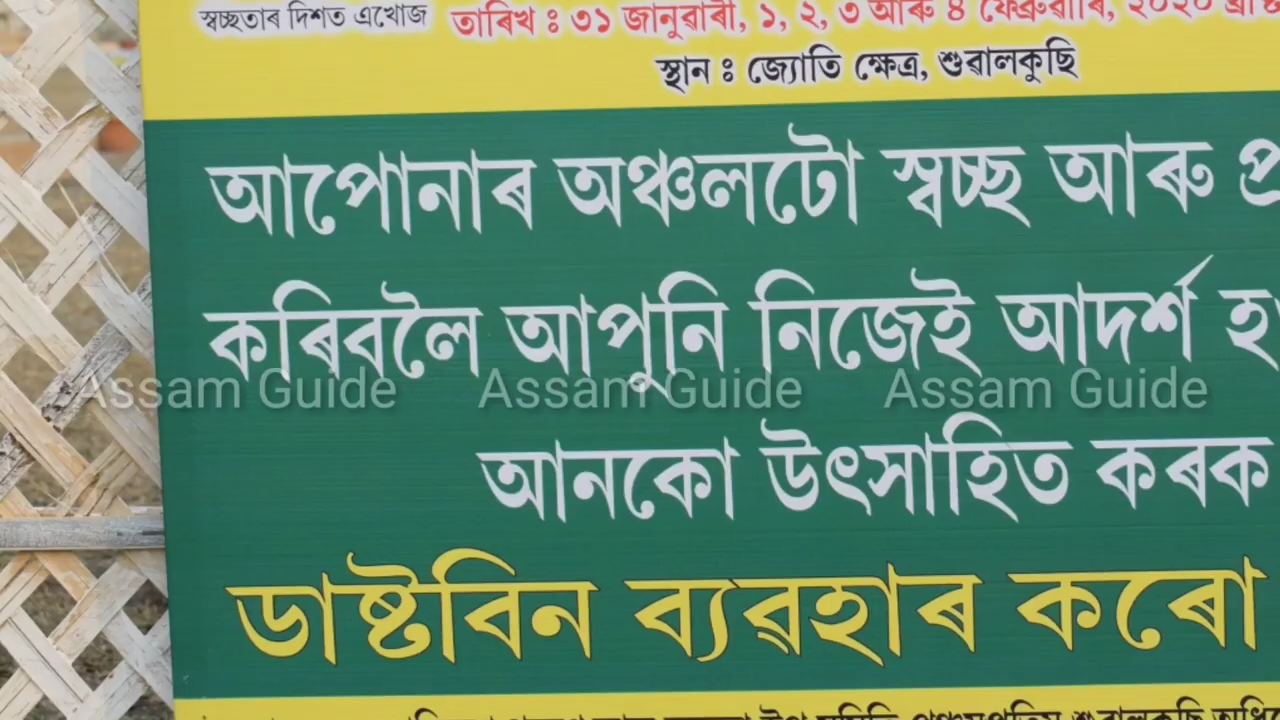 স্বচ্ছতাৰ দিশত এখোজ
তাৰিখ ঃ ৩১ জানুৱাৰী, ১, ২, ৩ আৰু ৪ ফেব্ৰুৱাৰি, ২০২০
স্থান ঃ জ্যোতি ক্ষেত্ৰ, শুৱালকুছি
আপোনাৰ অঞ্চলটো স্বচ্ছ আৰু
কৰিবলৈ আপুনি নিজেই আদৰ্শ
Assam Guide Assam Guide Assam Guide
আনকো উৎসাহিত কৰক
ডাষ্টবিন ব্যৱহাৰ কৰো